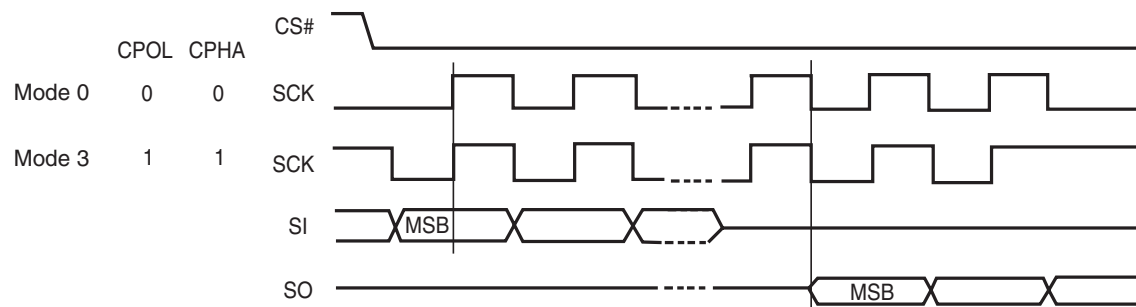 CS#
CPOL CPHA
Mode 0 0 0 SCK
Mode 3 1 1 SCK
SI MSB
SO MSB